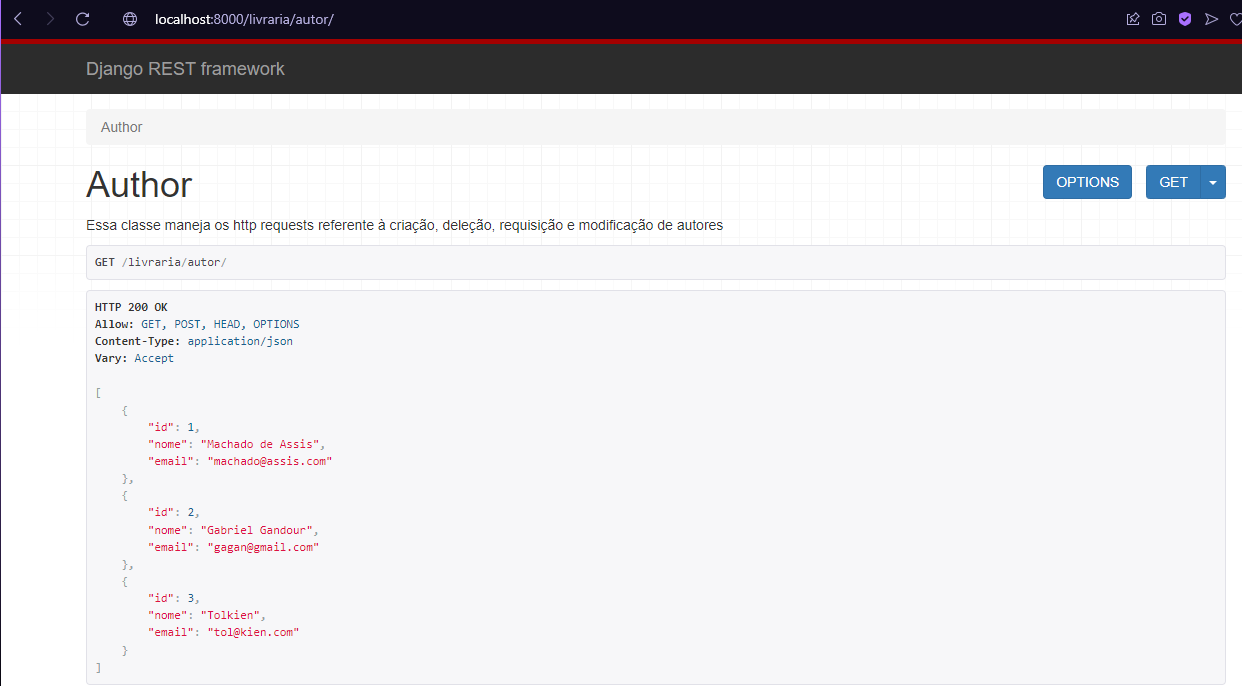 localhost:8000/livraria/autor/
Django REST framework
Author
Author
OPTIONS
GET
Essa classe maneja os http requests referente à criação, deleção, requisição e modificação de autores
GET /livraria/autor/
HTTP 200 OK
Allow: GET, POST, HEAD, OPTIONS
Content-Type: application/json
Vary: Accept
[
    {
        "id": 1,
        "nome": "Machado de Assis",
        "email": "machado@assis.com"
    },
    {
        "id": 2,
        "nome": "Gabriel Gandour",
        "email": "gagan@gmail.com"
    },
    {
        "id": 3,
        "nome": "Tolkien",
        "email": "tol@kien.com"
    }
]